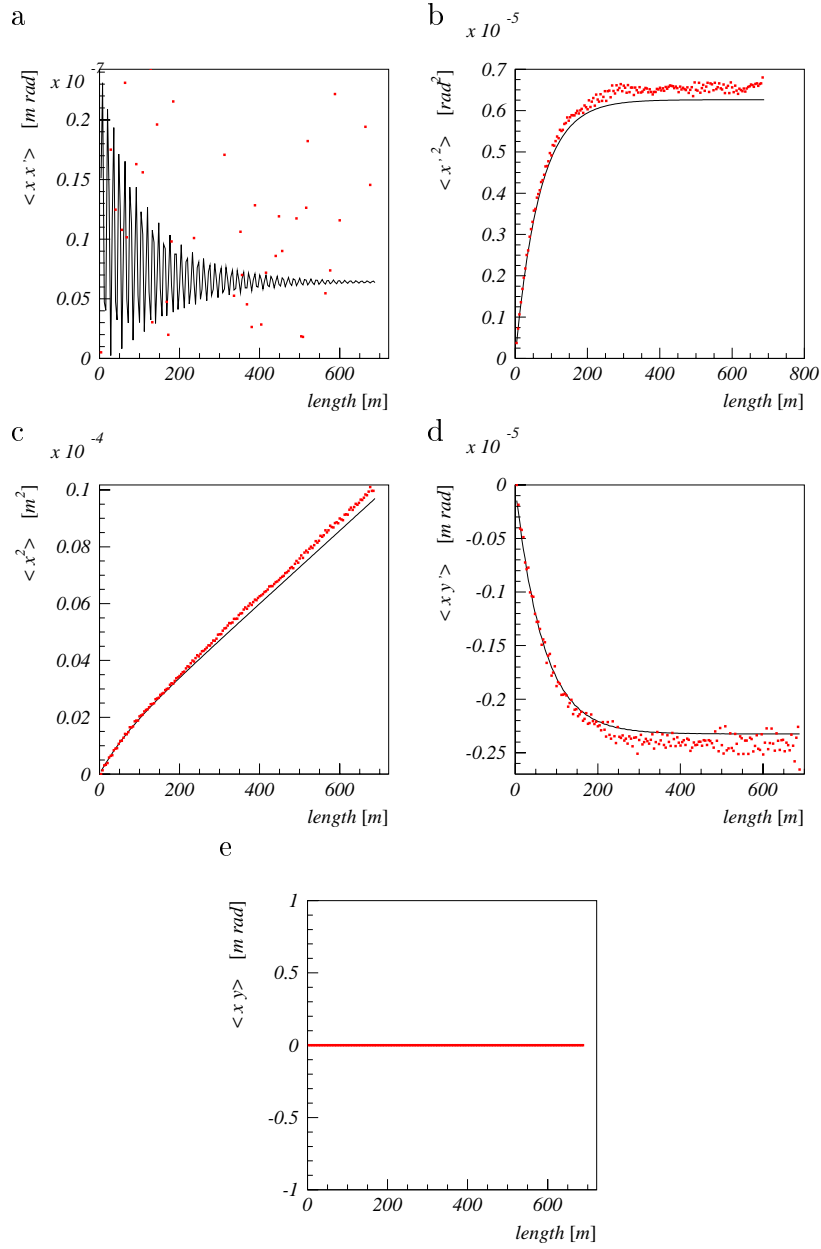 a
x 10 -7
< x x' > [m rad]
0.2
0.15
0.1
0.05
0
0 200 400 600
length [m]
b
x 10 -5
< x' 2 > [rad2]
0.7
0.6
0.5
0.4
0.3
0.2
0.1
0
0 200 400 600 800
length [m]
c
x 10 -4
< x2 > [m2]
0.1
0.08
0.06
0.04
0.02
0
0 200 400 600
length [m]
d
x 10 -5
< x y' > [m rad]
0
-0.05
-0.1
-0.15
-0.2
-0.25
0 200 400 600
length [m]
e
< x y> [m rad]
1
0.5
0
-0.5
-1
0 200 400 600
length [m]